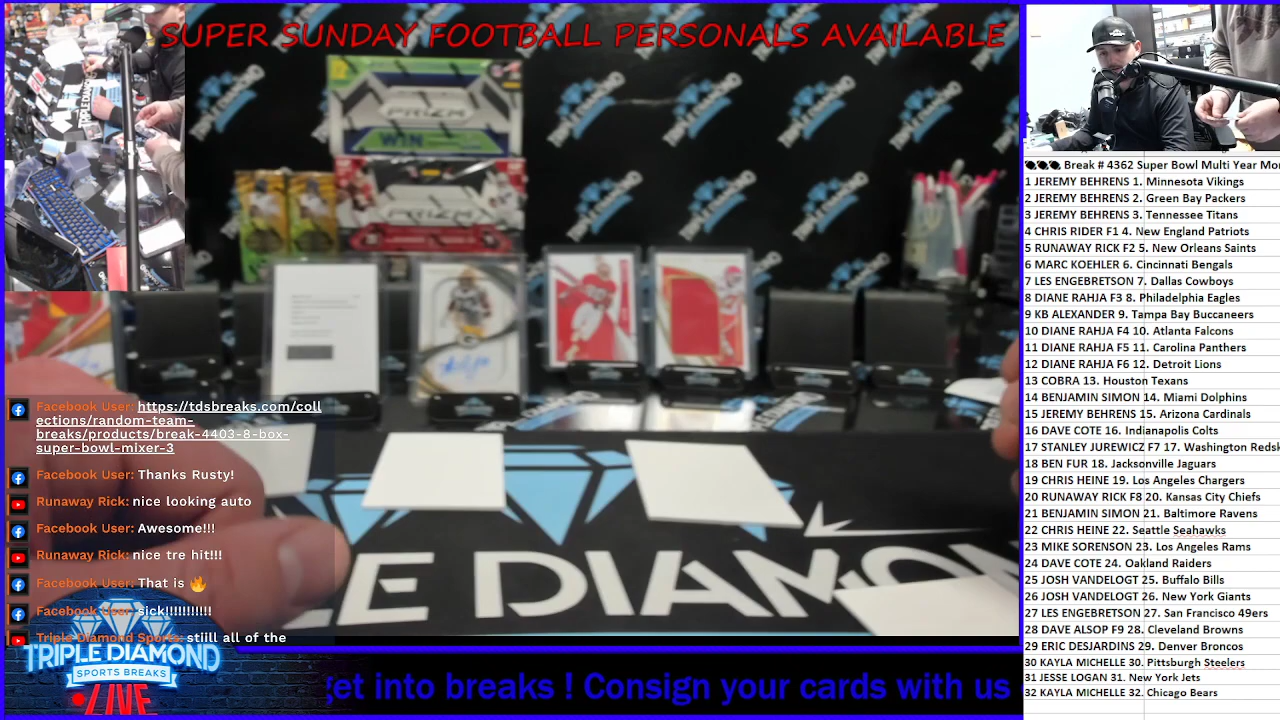 SUPER SUNDAY FOOTBALL PERSONALS AVAILABLE
PRIZM
WIN
PRIZM
TRIPLE DIAMOND
LE DIAMON
Facebook User: https://tdsbreaks.com/coll
ections/random-team-
breaks/products/break-4403-8-box-
super-bowl-mixer-3
Facebook User: Thanks Rusty!
Runaway Rick: nice looking auto
Facebook User: Awesome!!!
Runaway Rick: nice tre hit!!!
Facebook User: That is 🔥
Facebook User: sick!!!!!!!!!!!
Triple Diamond Sports: stiill all of the
TRIPLE DIAMOND
SPORTS BREAKS
LIVE
get into breaks ! Consign your cards with us
Break # 4362 Super Bowl Multi Year Mo
1 JEREMY BEHRENS 1. Minnesota Vikings
2 JEREMY BEHRENS 2. Green Bay Packers
3 JEREMY BEHRENS 3. Tennessee Titans
4 CHRIS RIDER F1 4. New England Patriots
5 RUNAWAY RICK F2 5. New Orleans Saints
6 MARC KOEHLER 6. Cincinnati Bengals
7 LES ENGEBRETSON 7. Dallas Cowboys
8 DIANE RAHJA F3 8. Philadelphia Eagles
9 KB ALEXANDER 9. Tampa Bay Buccaneers
10 DIANE RAHJA F4 10. Atlanta Falcons
11 DIANE RAHJA F5 11. Carolina Panthers
12 DIANE RAHJA F6 12. Detroit Lions
13 COBRA 13. Houston Texans
14 BENJAMIN SIMON 14. Miami Dolphins
15 JEREMY BEHRENS 15. Arizona Cardinals
16 DAVE COTE 16. Indianapolis Colts
17 STANLEY JUREWICZ F7 17. Washington Redsk
18 BEN FUR 18. Jacksonville Jaguars
19 CHRIS HEINE 19. Los Angeles Chargers
20 RUNAWAY RICK F8 20. Kansas City Chiefs
21 BENJAMIN SIMON 21. Baltimore Ravens
22 CHRIS HEINE 22. Seattle Seahawks
23 MIKE SORENSON 23. Los Angeles Rams
24 DAVE COTE 24. Oakland Raiders
25 JOSH VANDELOGT 25. Buffalo Bills
26 JOSH VANDELOGT 26. New York Giants
27 LES ENGEBRETSON 27. San Francisco 49ers
28 DAVE ALSOP F9 28. Cleveland Browns
29 ERIC DODSON 29. Denver Broncos
30 KAYLA MICHELLE 30. Pittsburgh Steelers
31 JESSE LOGAN 31. New York Jets
32 KAYLA MICHELLE 32. Chicago Bears